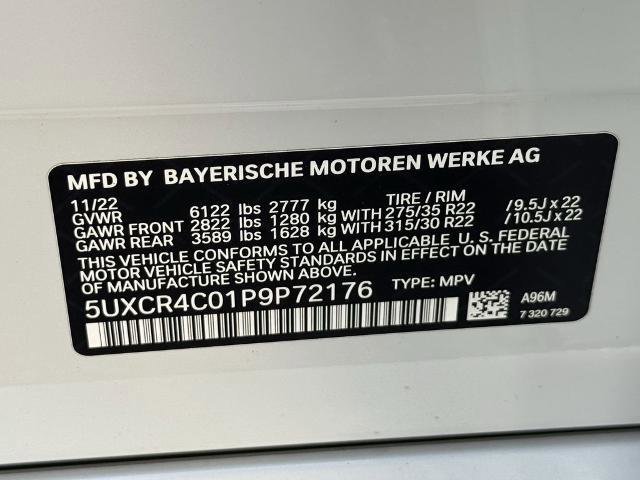 MFD BY BAYERISCHE MOTOREN WERKE AG
11/22 TIRE / RIM
GVWR 6122 lbs 2777 kg
GAWR FRONT 2822 lbs 1280 kg WITH 275/35 R22 /9.5J x 22
GAWR REAR 3589 lbs 1628 kg WITH 315/30 R22 /10.5J x 22
THIS VEHICLE CONFORMS TO ALL APPLICABLE U.S. FEDERAL
MOTOR VEHICLE SAFETY STANDARDS IN EFFECT ON THE DATE
OF MANUFACTURE SHOWN ABOVE.
5UXCR4C01P9P72176 TYPE: MPV
A96M
7 320 729